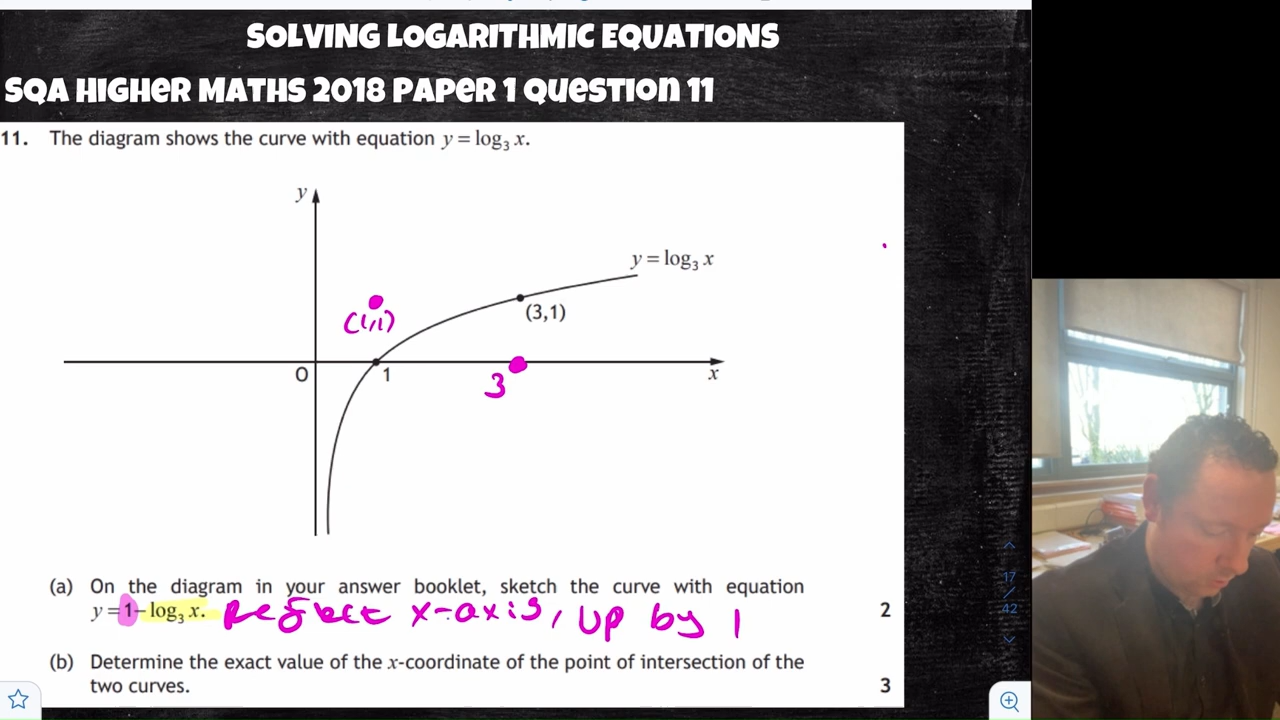 SOLVING LOGARITHMIC EQUATIONS
SQA HIGHER MATHS 2018 PAPER 1 QUESTION 11
11. The diagram shows the curve with equation y = log₃ x.
y
y = log₃ x
(1,1)
(3,1)
O 1 3 x
(a) On the diagram in your answer booklet, sketch the curve with equation
y = 1 – log₃ x. Reflect x-axis, up by 1 2
(b) Determine the exact value of the x-coordinate of the point of intersection of the
two curves. 3
17
/
42